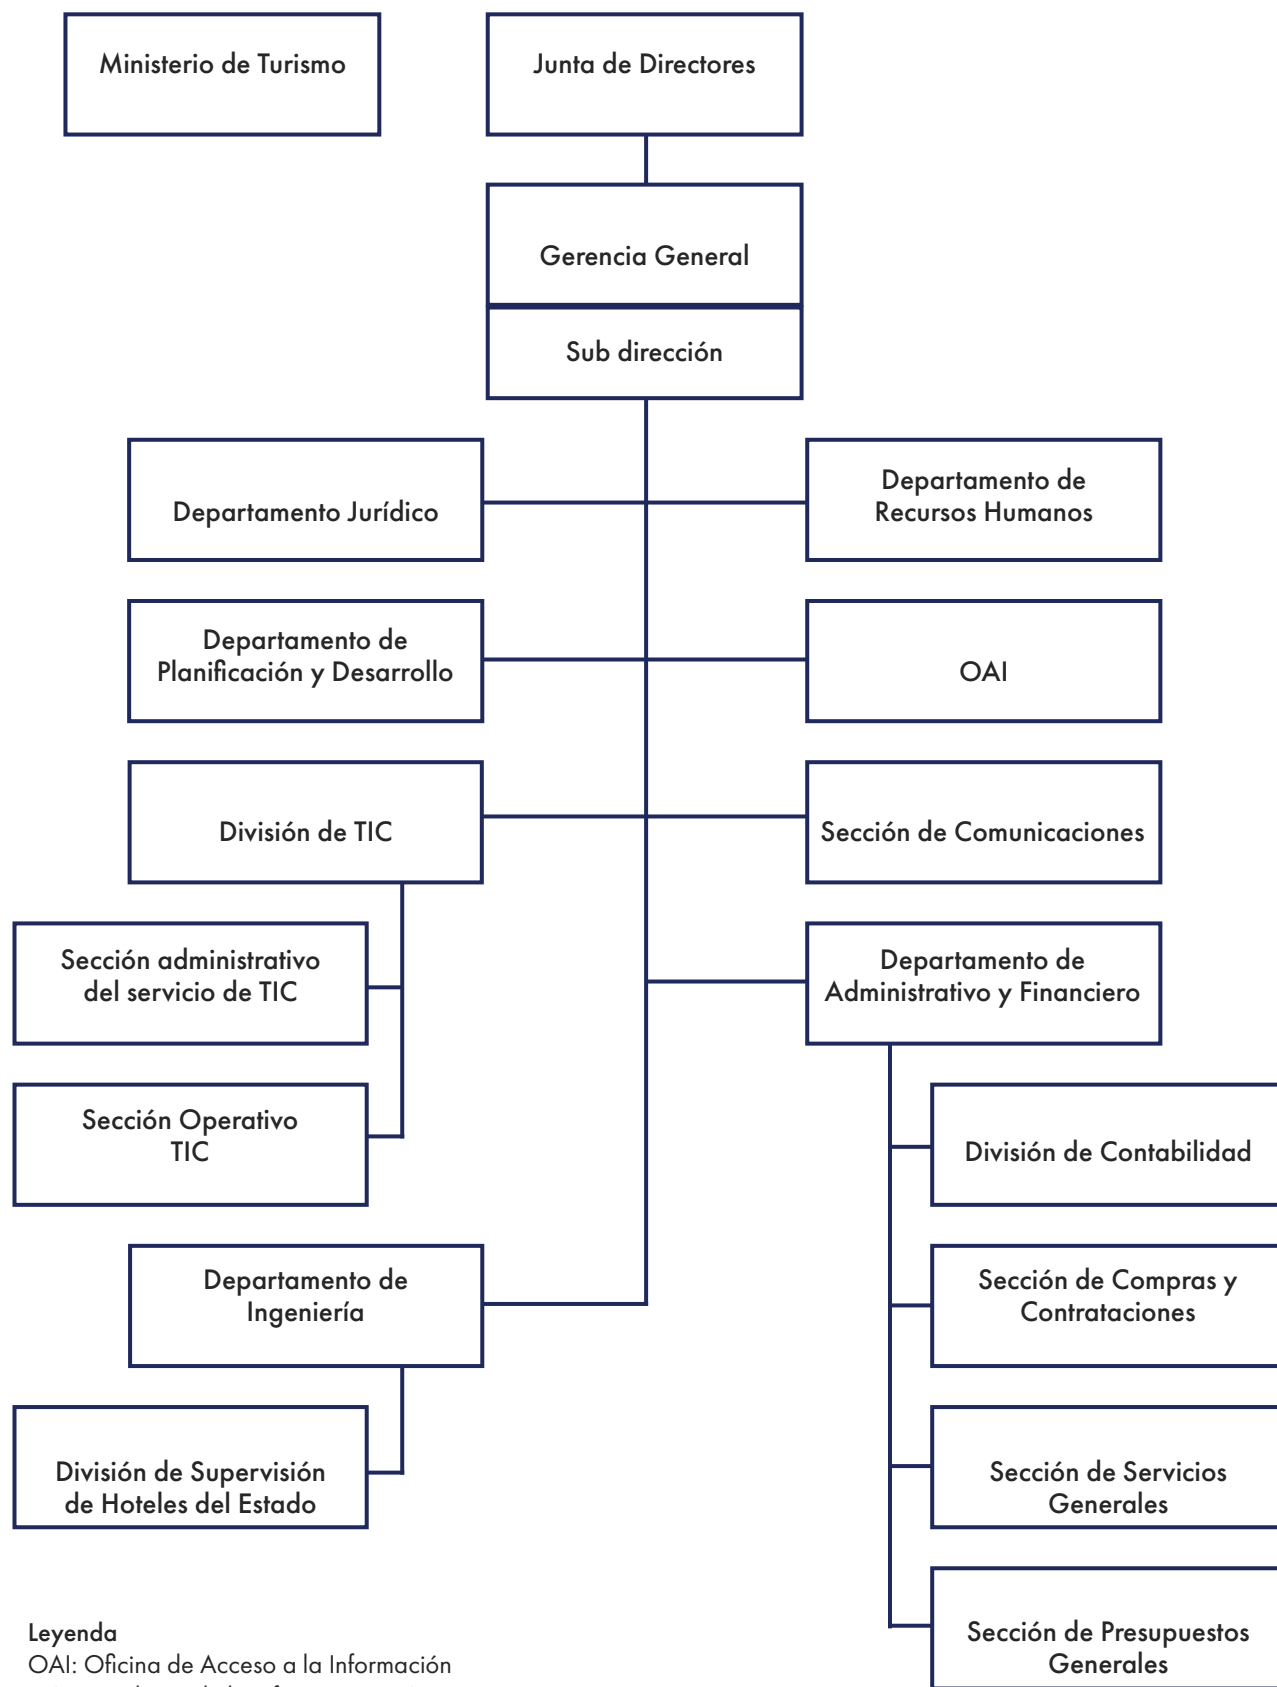 Ministerio de Turismo
Junta de Directores
Gerencia General
Sub dirección
Departamento Jurídico
Departamento de
Recursos Humanos
Departamento de
Planificación y Desarrollo
OAI
División de TIC
Sección de Comunicaciones
Sección administrativo
del servicio de TIC
Departamento de
Administrativo y Financiero
Sección Operativo
TIC
División de Contabilidad
Departamento de
Ingeniería
Sección de Compras y
Contrataciones
División de Supervisión
de Hoteles del Estado
Sección de Servicios
Generales
Sección de Presupuestos
Generales
Leyenda
OAI: Oficina de Acceso a la Información